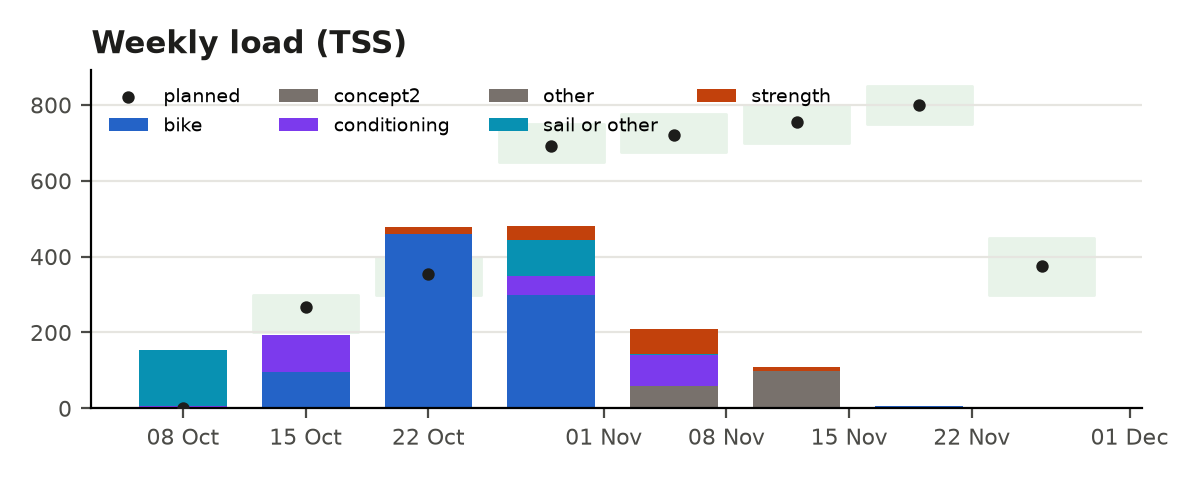 Weekly load (TSS)
planned concept2 other strength
bike conditioning sail or other
800
600
400
200
0
08 Oct 15 Oct 22 Oct 01 Nov 08 Nov 15 Nov 22 Nov 01 Dec